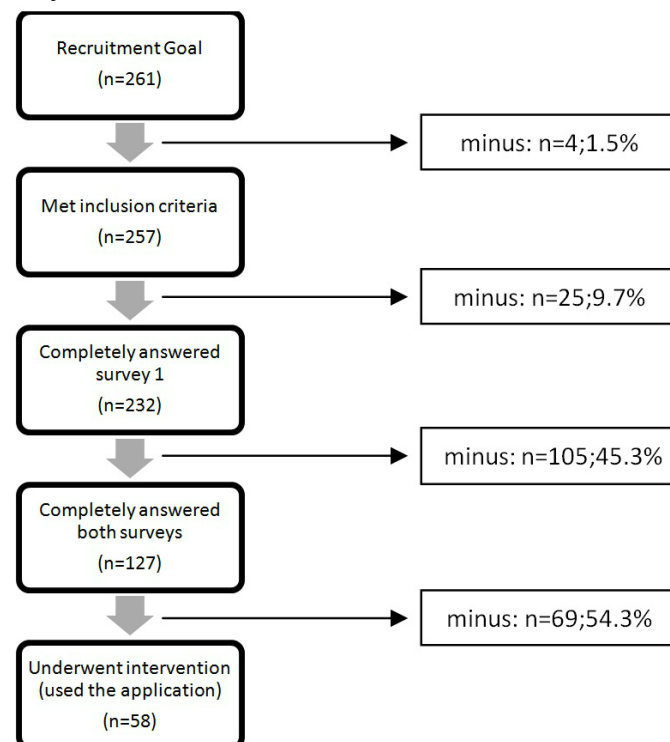 Recruitment Goal
(n=261)
minus: n=4;1.5%
Met inclusion criteria
(n=257)
minus: n=25;9.7%
Completely answered
survey 1
(n=232)
minus: n=105;45.3%
Completely answered
both surveys
(n=127)
minus: n=69;54.3%
Underwent intervention
(used the application)
(n=58)